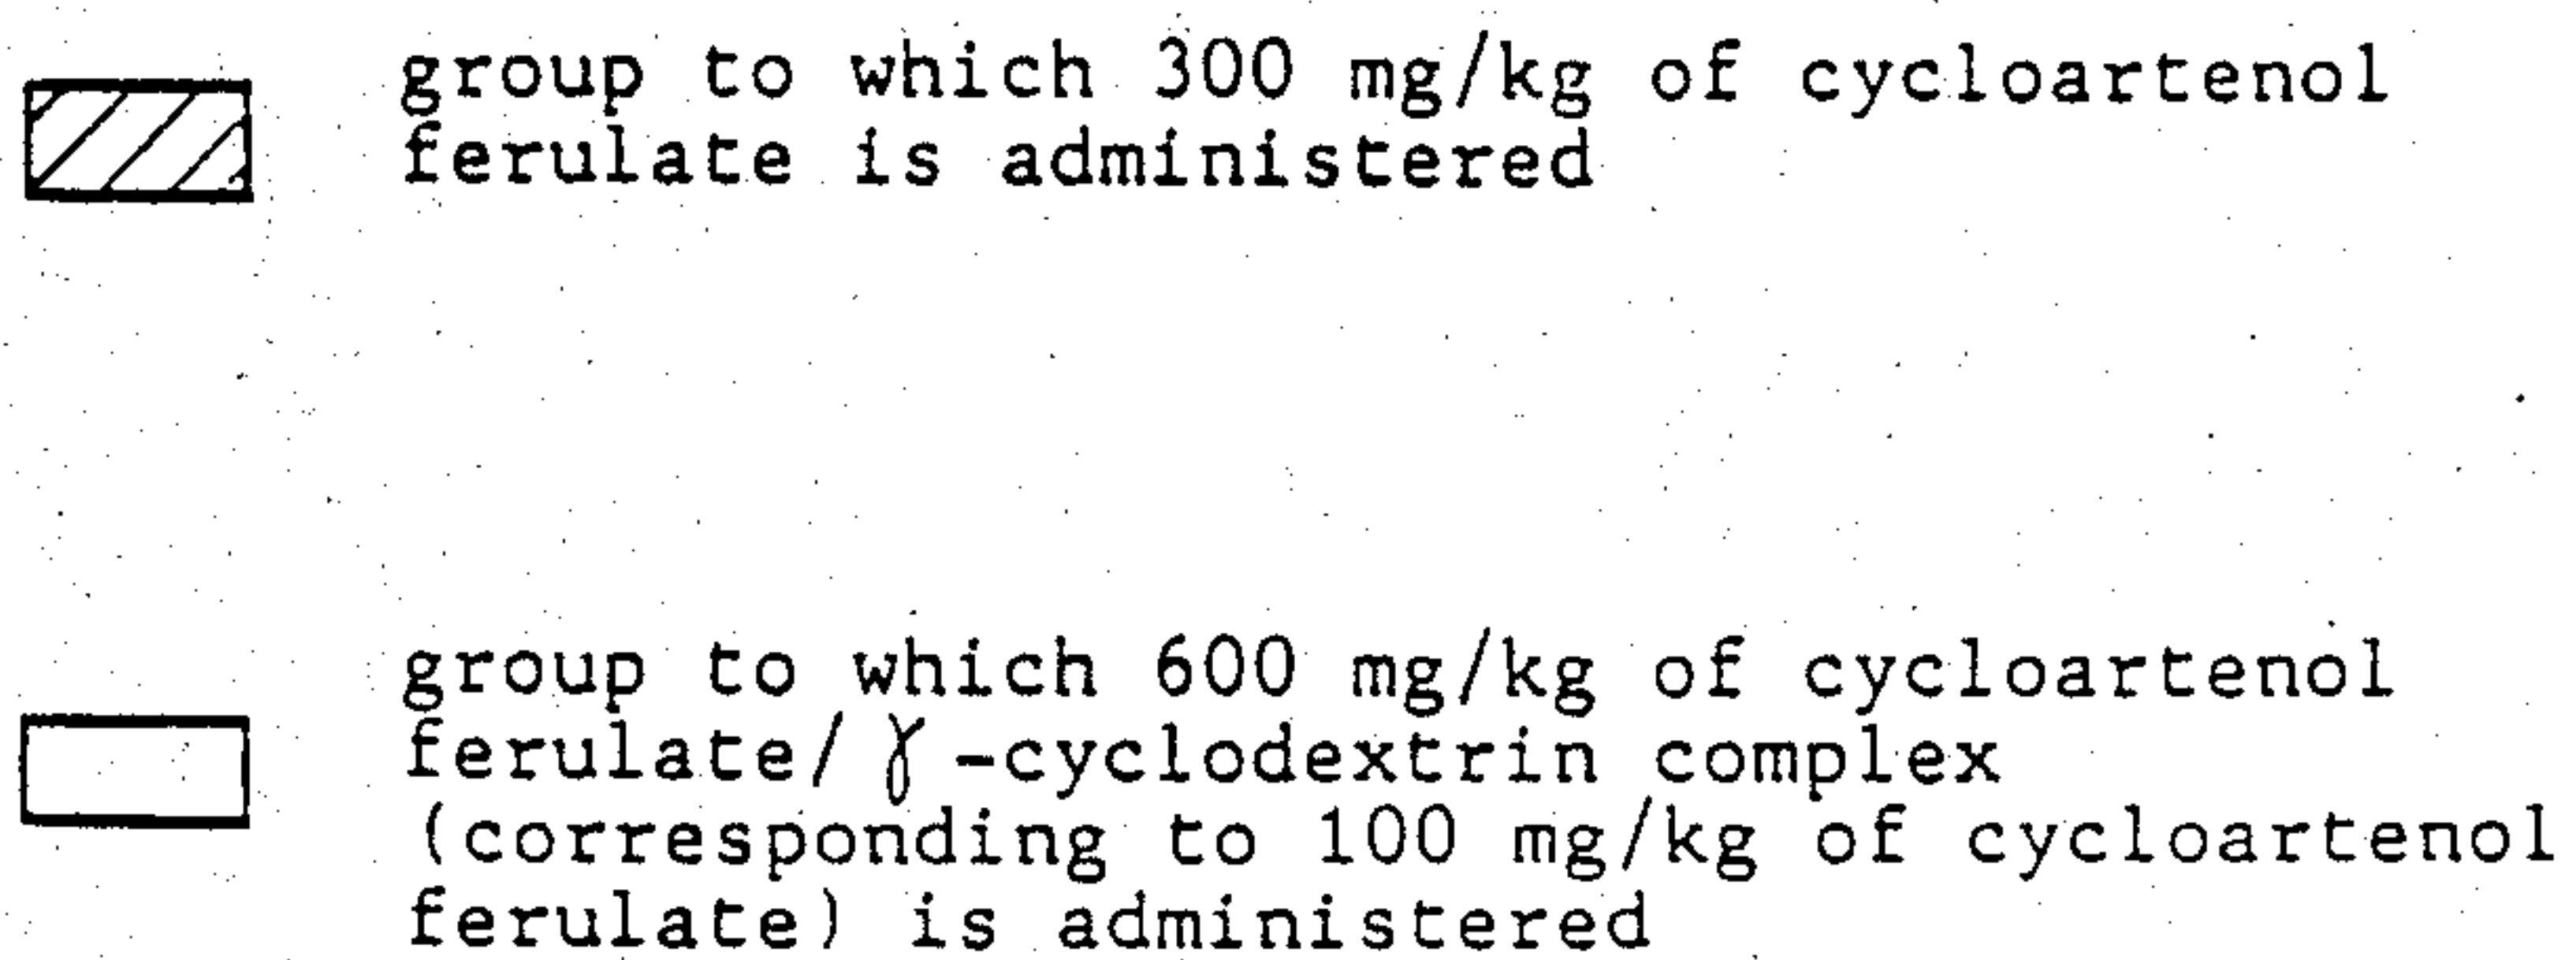 group to which 300 mg/kg of cycloartenol
ferulate is administered
group to which 600 mg/kg of cycloartenol
ferulate/γ-cyclodextrin complex
(corresponding to 100 mg/kg of cycloartenol
ferulate) is administered